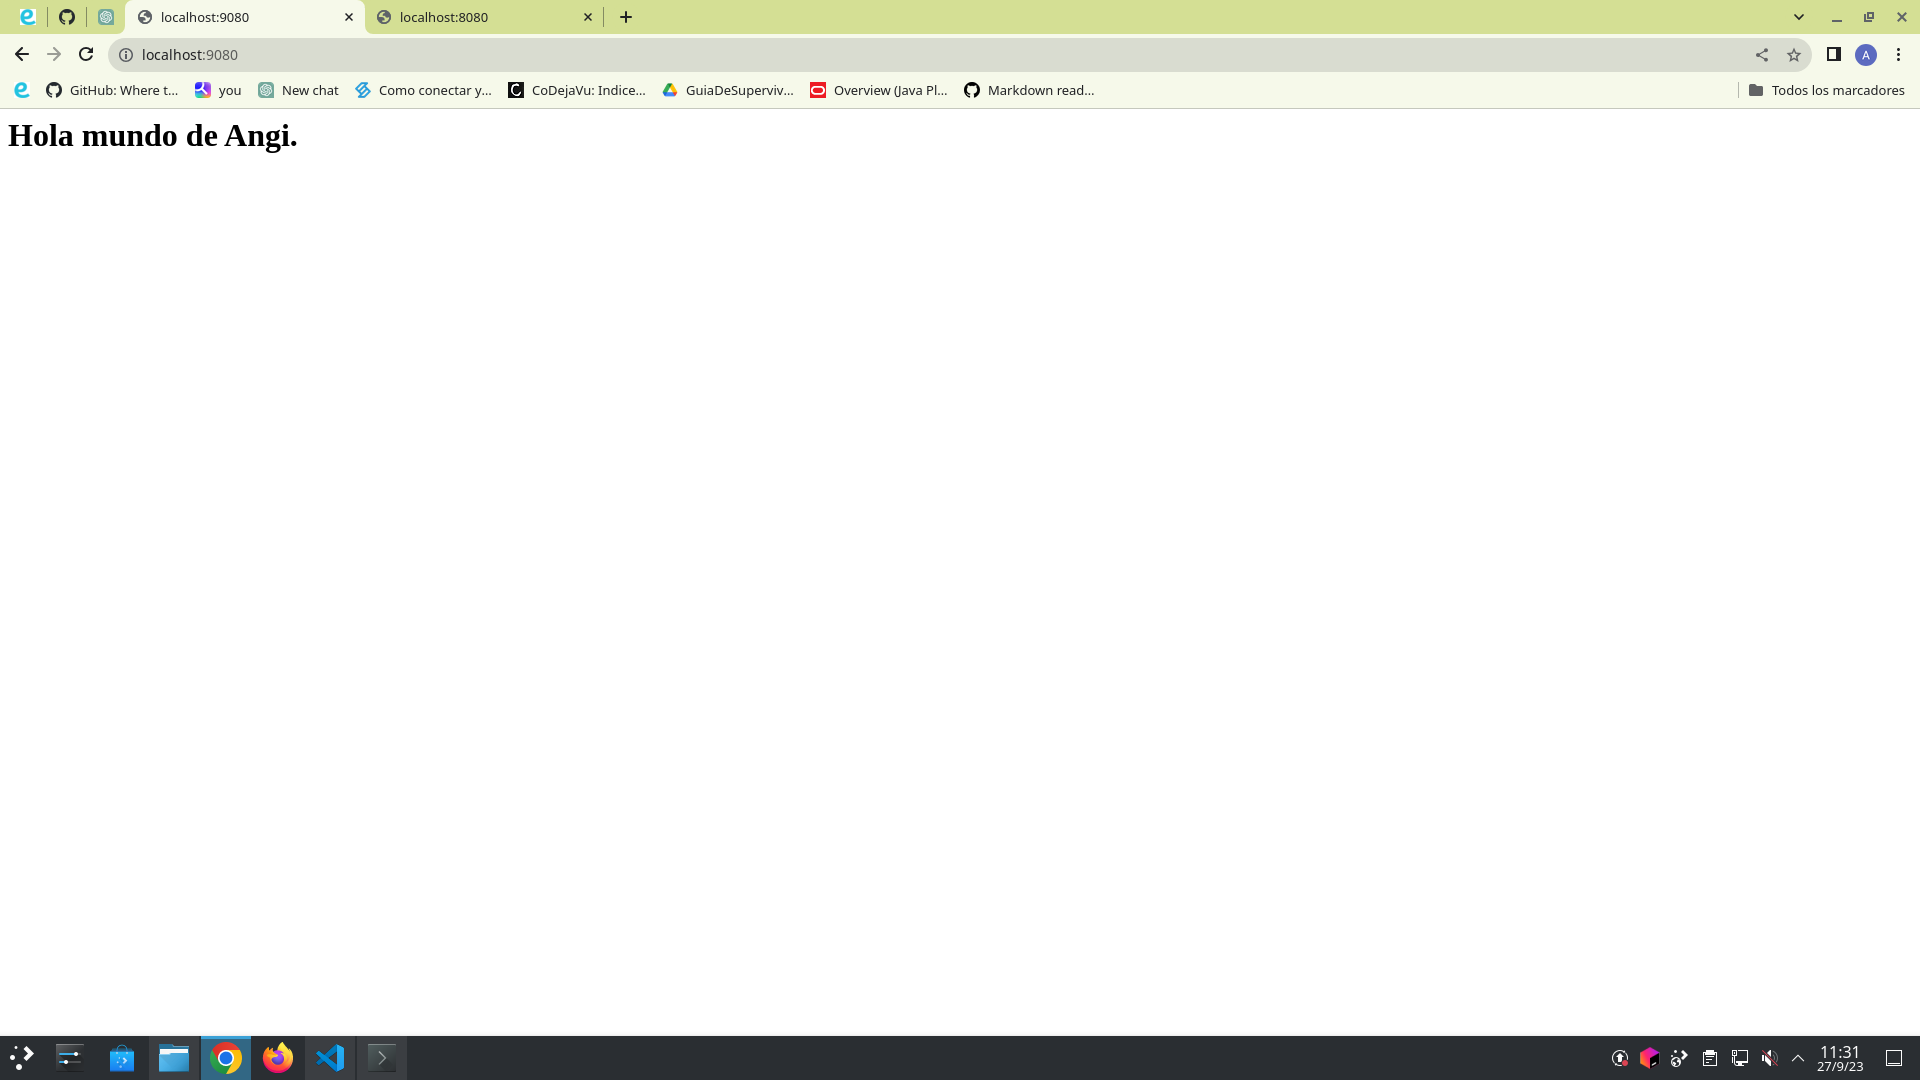 localhost:9080
localhost:8080
localhost:9080
GitHub: Where t...
you
New chat
Como conectar y...
CoDejaVu: Indice...
GuiaDeSuperviv...
Overview (Java Pl...
Markdown read...
Todos los marcadores
A
Hola mundo de Angi.
11:31
27/9/23